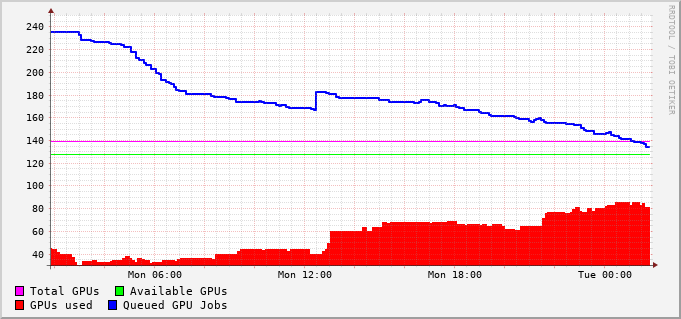 240
220
200
180
160
140
120
100
80
60
40
Mon 06:00 Mon 12:00 Mon 18:00 Tue 00:00
Total GPUs Available GPUs
GPUs used Queued GPU Jobs
RRDTOOL / TOBI OETIKER